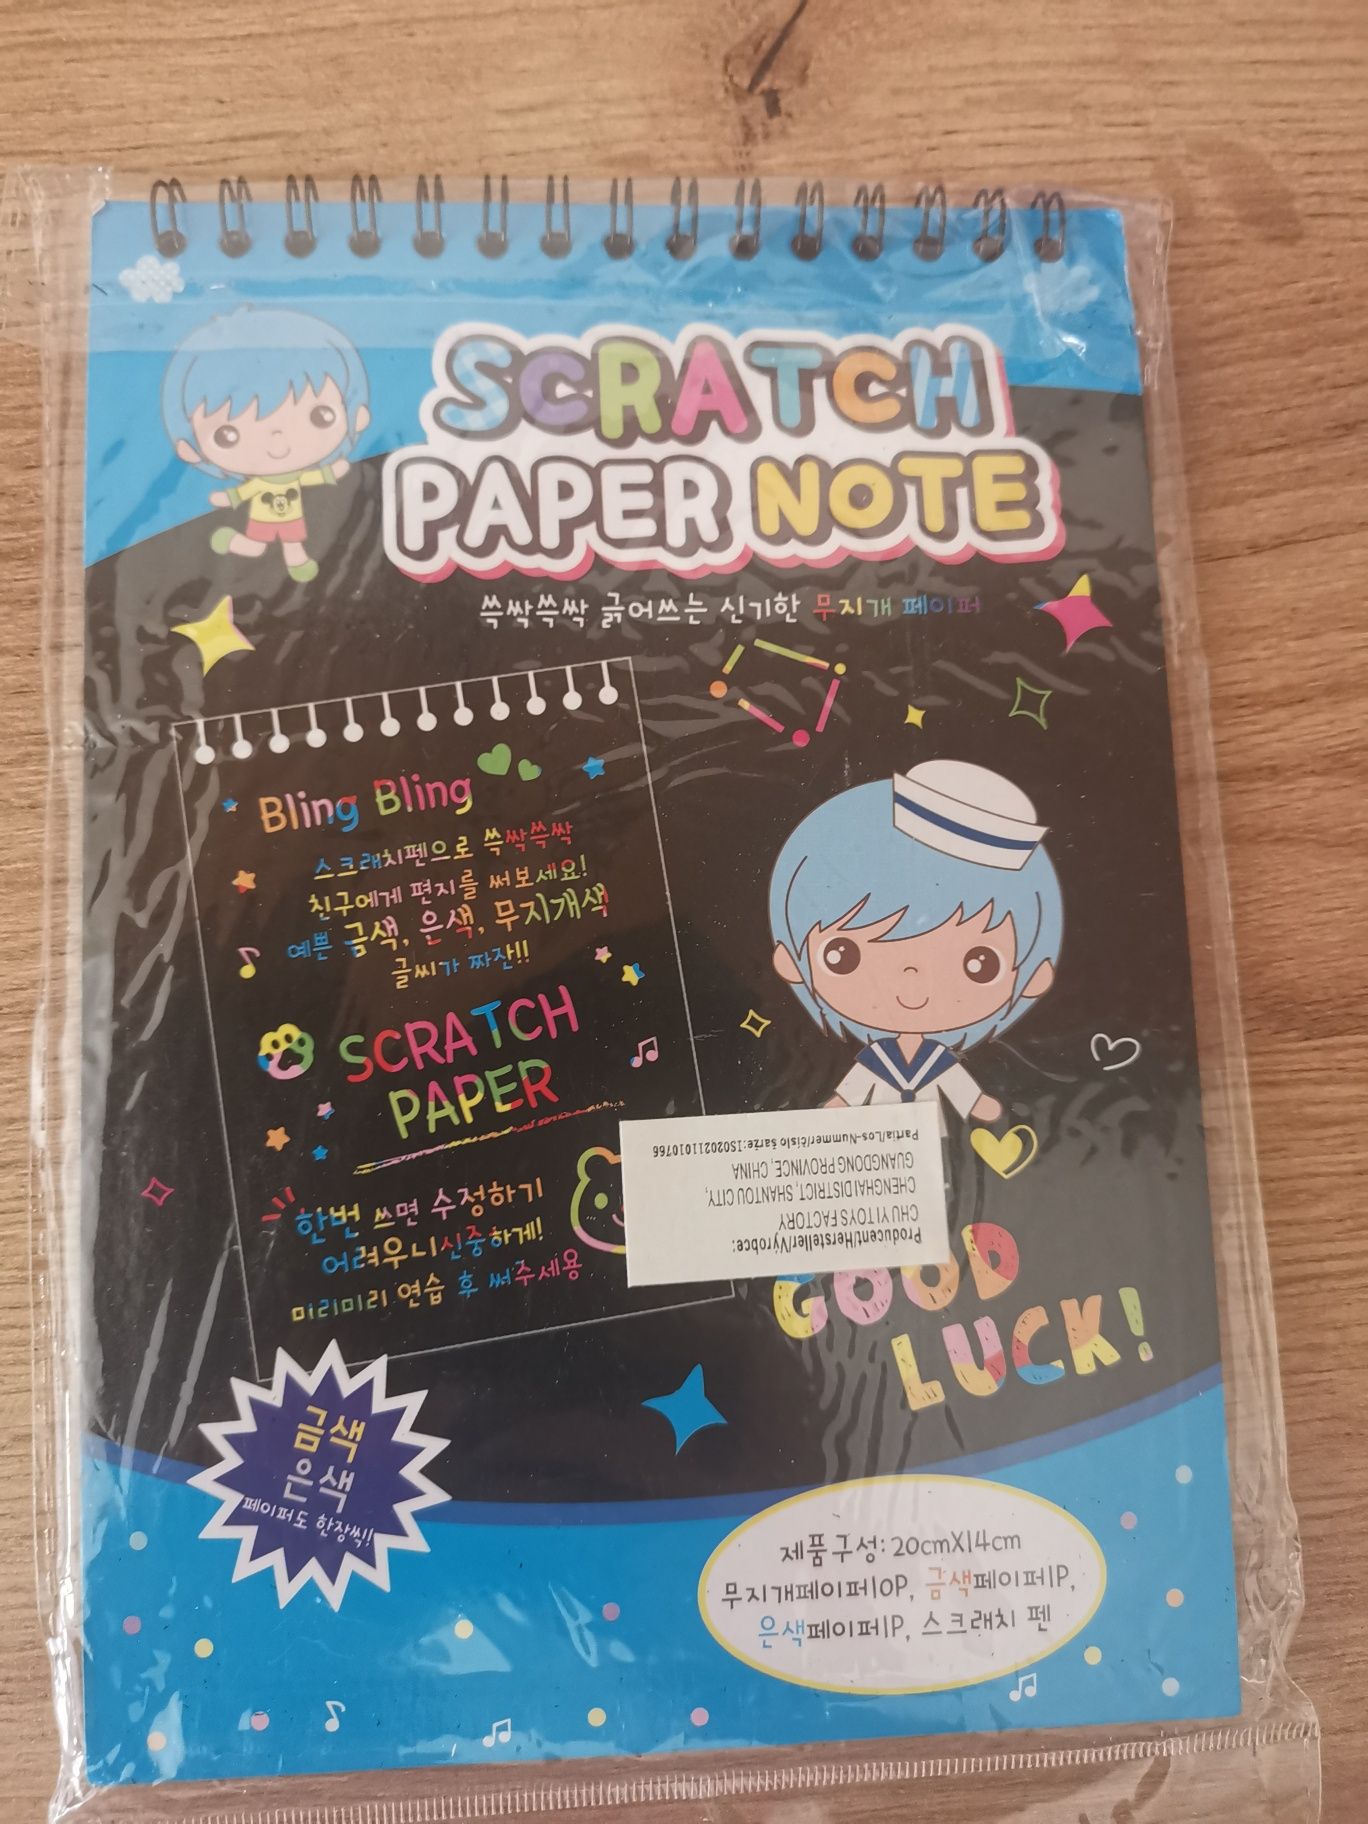 SCRATCH
PAPER NOTE
쓱싹쓱싹 긁어쓰는 신기한 무지개 페이퍼
Bling Bling
스크래치펜으로 쓱싹쓱싹
친구에게 편지를 써보세요!
예쁜 금색, 은색, 무지개색
글씨가 짜잔!!
SCRATCH
PAPER
한번 쓰면 수정하기
어려우니신중하게!
미리미리 연습 후 써주세용
Producent/Hersteller/Výrobce:
CHU YI TOYS FACTORY
CHENGHAI DISTRICT, SHANTOU CITY,
GUANGDONG PROVINCE, CHINA
Partia/Los-Nummer/číslo šarže: ISO202111010766
GOOD
LUCK!
금색
은색
페이퍼도 한장씩!
제품구성: 20cmX14cm
무지개페이퍼10P, 금색페이퍼1P,
은색페이퍼1P, 스크래치 펜